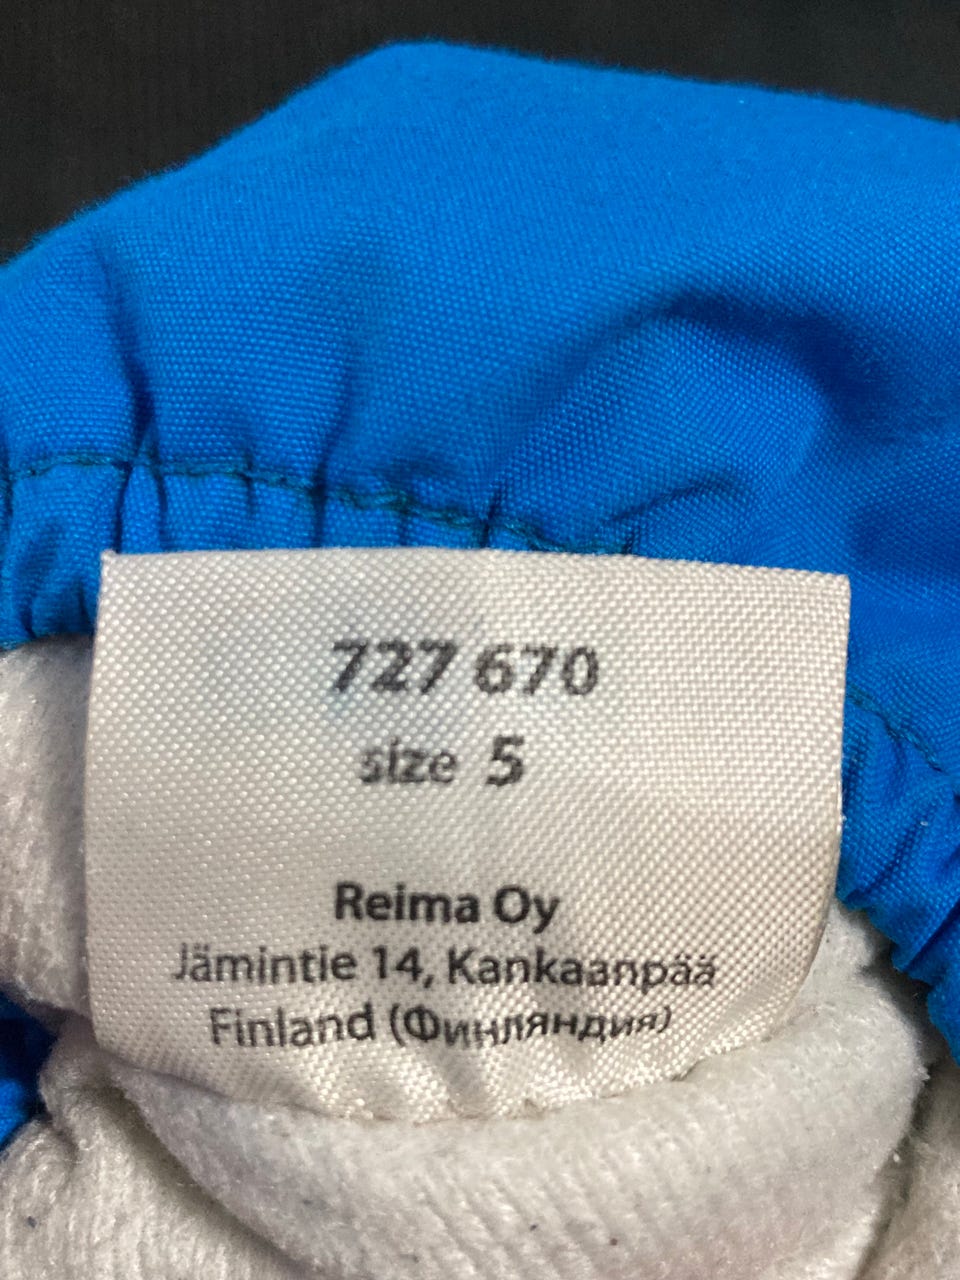 727 670
size 5
Reima Oy
Jämintie 14, Kankaanpää
Finland (Финляндия)